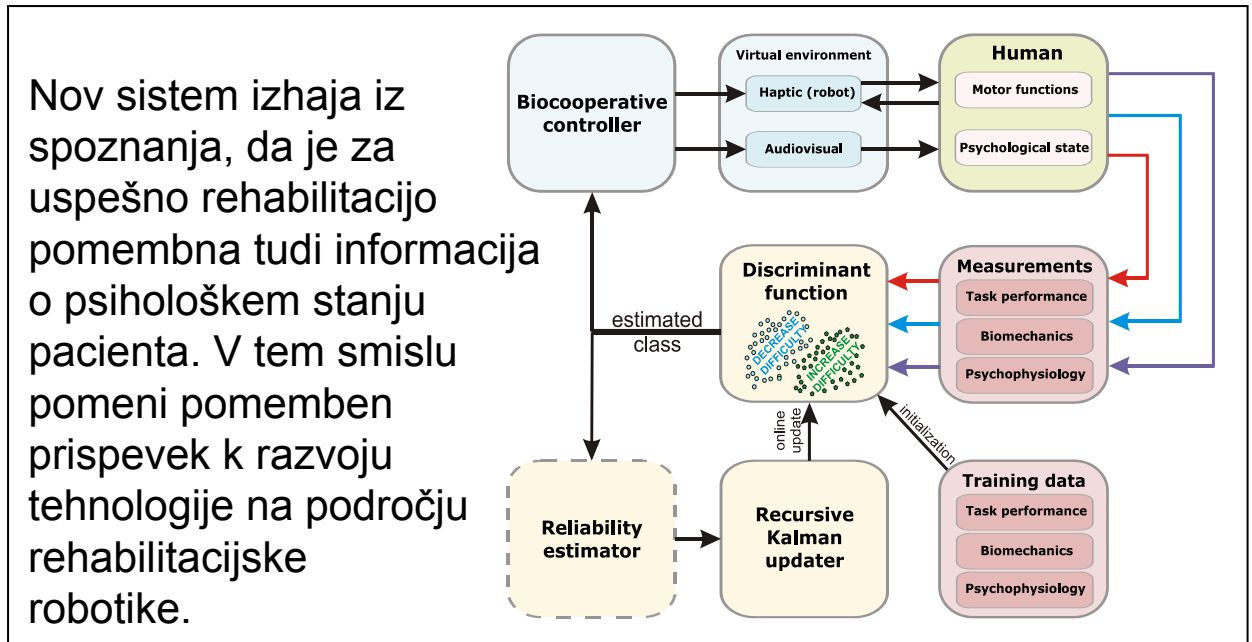 Nov sistem izhaja iz
spoznanja, da je za
uspešno rehabilitacijo
pomembna tudi informacija
o psihološkem stanju
pacienta. V tem smislu
pomeni pomemben
prispevek k razvoju
tehnologije na področju
rehabilitacijske
robotike.
Biocooperative
controller
Virtual environment
Haptic (robot)
Audiovisual
Human
Motor functions
Psychological state
estimated
class
Discriminant
function
DECREASE
DIFFICULTY
INCREASE
DIFFICULTY
Measurements
Task performance
Biomechanics
Psychophysiology
online
update
initialization
Reliability
estimator
Recursive
Kalman
updater
Training data
Task performance
Biomechanics
Psychophysiology